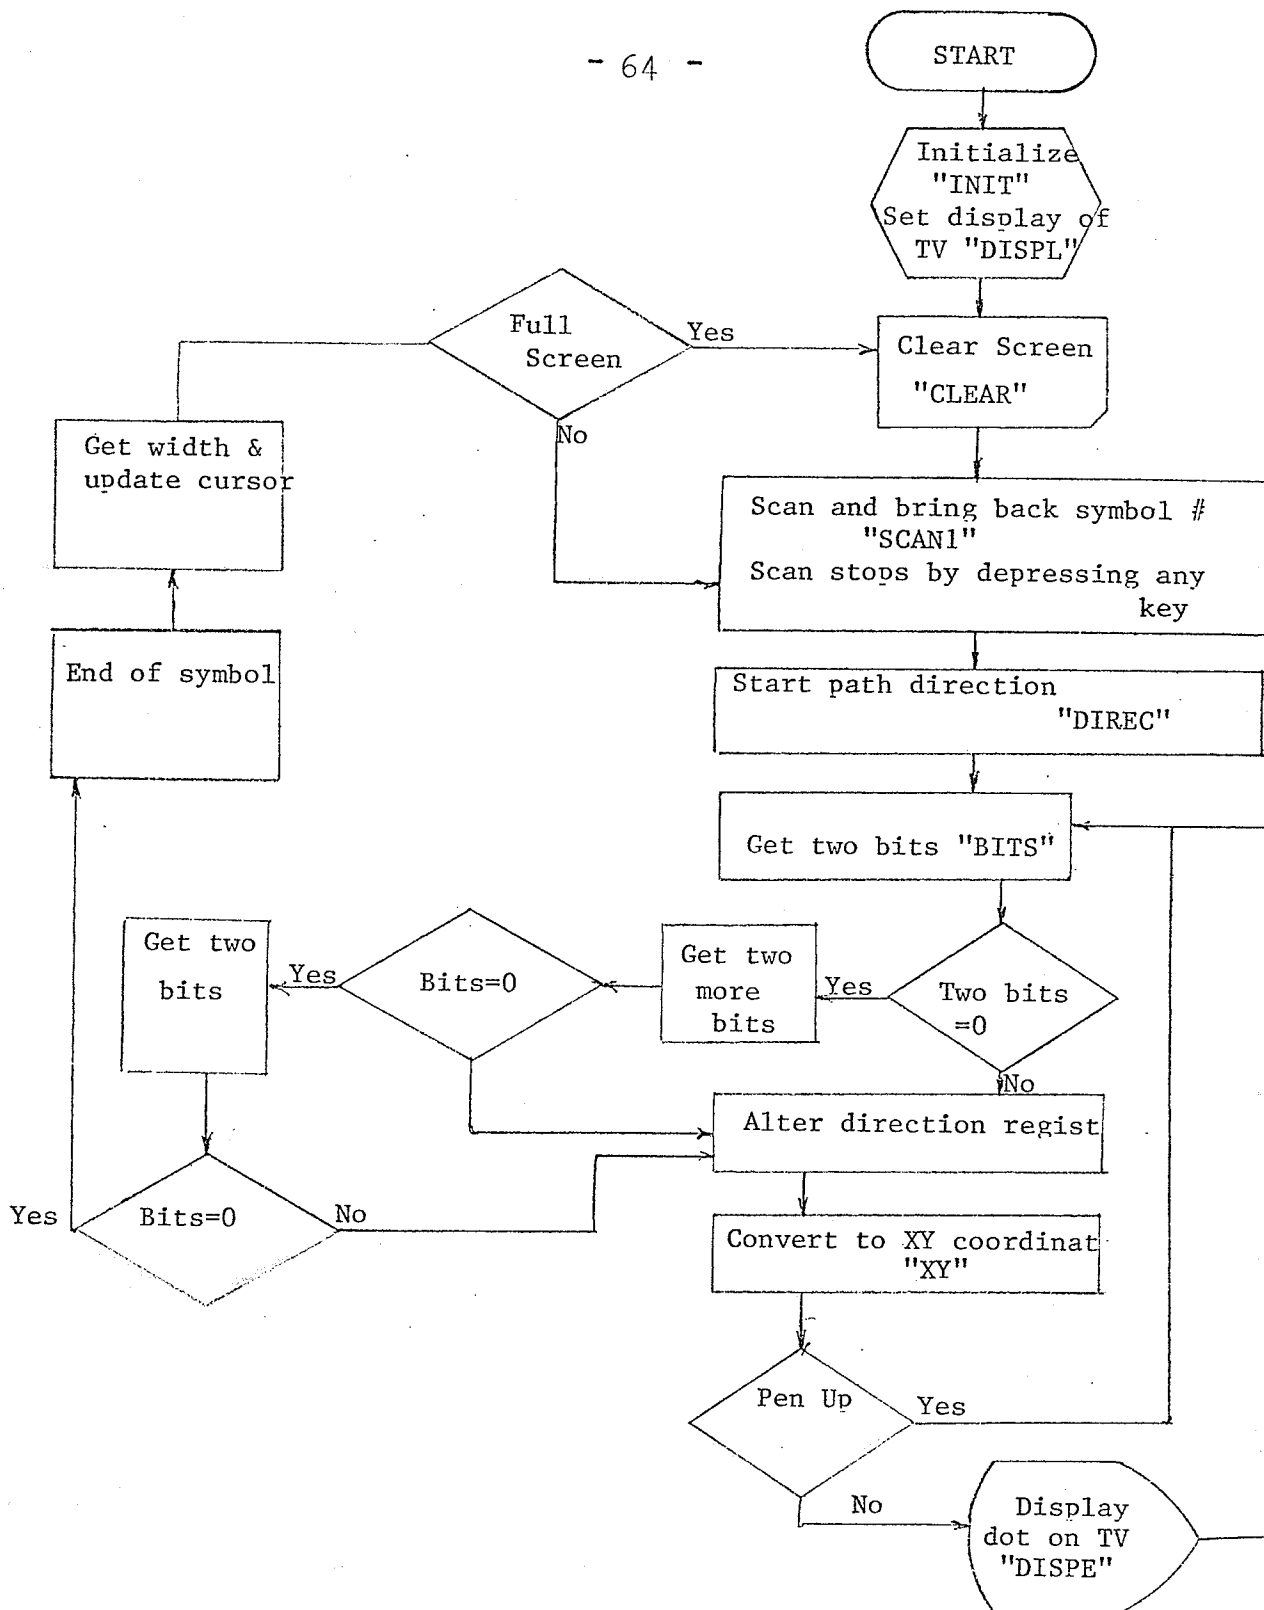 - 64 -
START
Initialize
"INIT"
Set display of
TV "DISPL"
Full
Screen
Yes
No
Clear Screen
"CLEAR"
Get width &
update cursor
Scan and bring back symbol #
"SCAN1"
Scan stops by depressing any
key
End of symbol
Start path direction
"DIREC"
Get two bits "BITS"
Two bits
=0
Yes
No
Get two
more
bits
Bits=0
Yes
Get two
bits
Bits=0
Yes
No
Alter direction regist
Convert to XY coordinat
"XY"
Pen Up
Yes
No
Display
dot on TV
"DISPE"